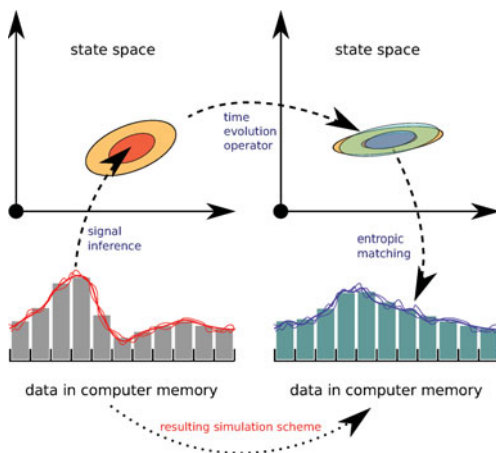 state space
state space
time
evolution
operator
signal
inference
entropic
matching
data in computer memory
data in computer memory
resulting simulation scheme